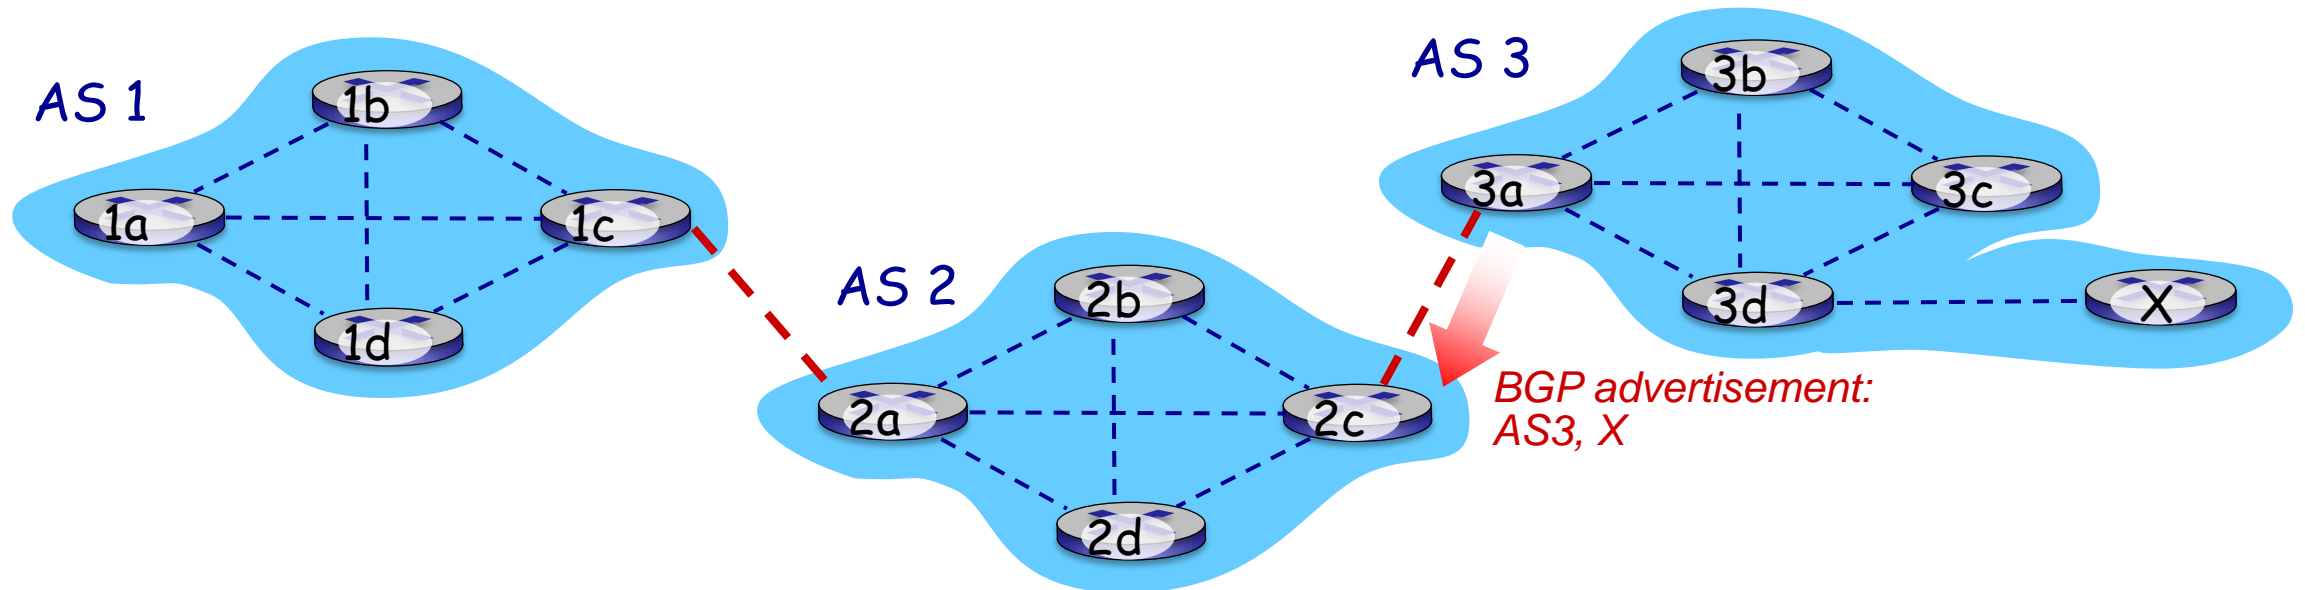 AS 1
1b
1a
1c
1d
AS 2
2b
2a
2c
2d
AS 3
3b
3a
3c
3d
X
BGP advertisement:
AS3, X